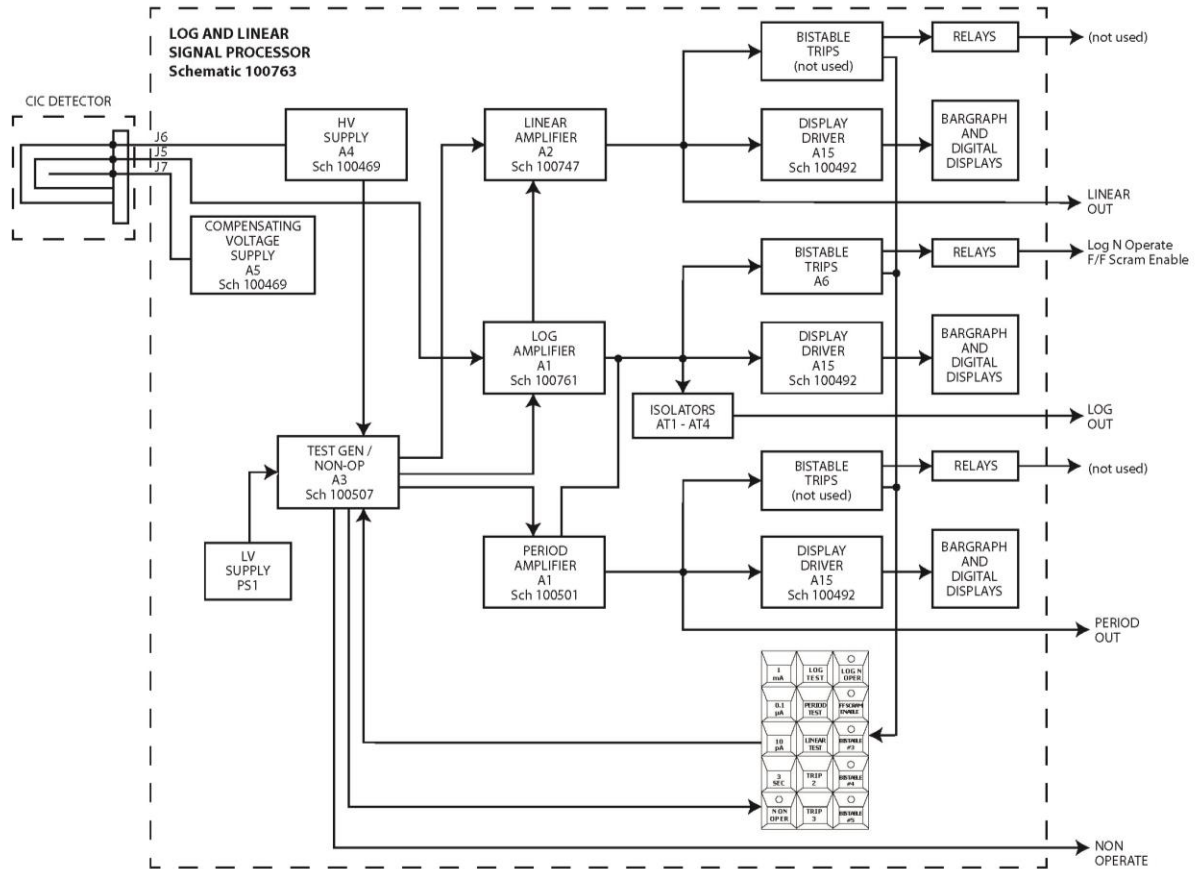 LOG AND LINEAR
SIGNAL PROCESSOR
Schematic 100763
CIC DETECTOR
J6
J5
J7
HV
SUPPLY
A4
Sch 100469
COMPENSATING
VOLTAGE
SUPPLY
A5
Sch 100469
LINEAR
AMPLIFIER
A2
Sch 100747
BISTABLE
TRIPS
(not used)
RELAYS
(not used)
DISPLAY
DRIVER
A15
Sch 100492
BARGRAPH
AND
DIGITAL
DISPLAYS
LINEAR
OUT
LOG
AMPLIFIER
A1
Sch 100761
BISTABLE
TRIPS
A6
RELAYS
Log N Operate
F/F Scram Enable
DISPLAY
DRIVER
A15
Sch 100492
BARGRAPH
AND
DIGITAL
DISPLAYS
ISOLATORS
AT1 - AT4
LOG
OUT
TEST GEN /
NON-OP
A3
Sch 100507
LV
SUPPLY
PS1
PERIOD
AMPLIFIER
A1
Sch 100501
BISTABLE
TRIPS
(not used)
RELAYS
(not used)
DISPLAY
DRIVER
A15
Sch 100492
BARGRAPH
AND
DIGITAL
DISPLAYS
PERIOD
OUT
1
mA
LOG
TEST
LOG N
OPER
0.1
µA
PERIOD
TEST
FF SCRAM
ENABLE
10
pA
LINEAR
TEST
BISTABLE
#3
3
SEC
TRIP
2
BISTABLE
#4
NON
OPER
TRIP
3
BISTABLE
#5
NON
OPERATE